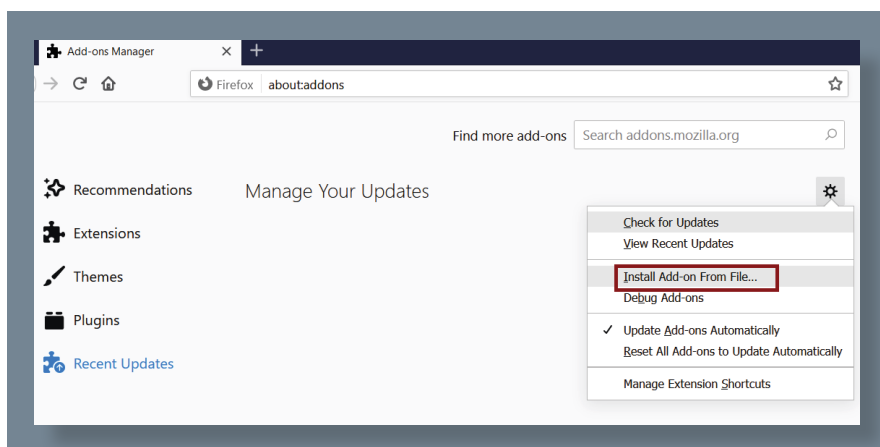 Add-ons Manager
Firefox about:addons
Find more add-ons Search addons.mozilla.org
Recommendations
Manage Your Updates
Extensions
Themes
Plugins
Recent Updates
Check for Updates
View Recent Updates
Install Add-on From File...
Debug Add-ons
✓ Update Add-ons Automatically
Reset All Add-ons to Update Automatically
Manage Extension Shortcuts